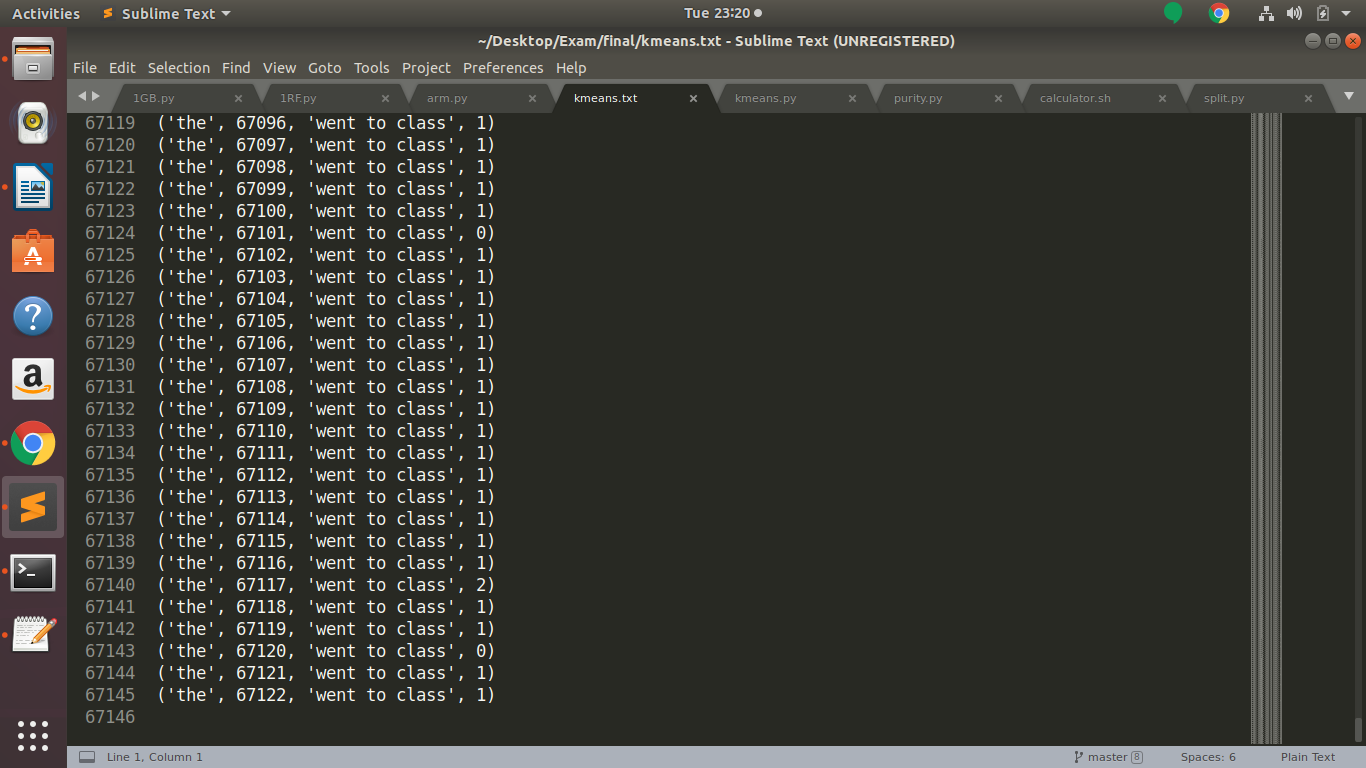 Activities Sublime Text Tue 23:20
~/Desktop/Exam/final/kmeans.txt - Sublime Text (UNREGISTERED)
File Edit Selection Find View Goto Tools Project Preferences Help
1GB.py 1RF.py arm.py kmeans.txt kmeans.py purity.py calculator.sh split.py
67119 ('the', 67096, 'went to class', 1)
67120 ('the', 67097, 'went to class', 1)
67121 ('the', 67098, 'went to class', 1)
67122 ('the', 67099, 'went to class', 1)
67123 ('the', 67100, 'went to class', 1)
67124 ('the', 67101, 'went to class', 0)
67125 ('the', 67102, 'went to class', 1)
67126 ('the', 67103, 'went to class', 1)
67127 ('the', 67104, 'went to class', 1)
67128 ('the', 67105, 'went to class', 1)
67129 ('the', 67106, 'went to class', 1)
67130 ('the', 67107, 'went to class', 1)
67131 ('the', 67108, 'went to class', 1)
67132 ('the', 67109, 'went to class', 1)
67133 ('the', 67110, 'went to class', 1)
67134 ('the', 67111, 'went to class', 1)
67135 ('the', 67112, 'went to class', 1)
67136 ('the', 67113, 'went to class', 1)
67137 ('the', 67114, 'went to class', 1)
67138 ('the', 67115, 'went to class', 1)
67139 ('the', 67116, 'went to class', 1)
67140 ('the', 67117, 'went to class', 2)
67141 ('the', 67118, 'went to class', 1)
67142 ('the', 67119, 'went to class', 1)
67143 ('the', 67120, 'went to class', 0)
67144 ('the', 67121, 'went to class', 1)
67145 ('the', 67122, 'went to class', 1)
67146
Line 1, Column 1 master 8 Spaces: 6 Plain Text